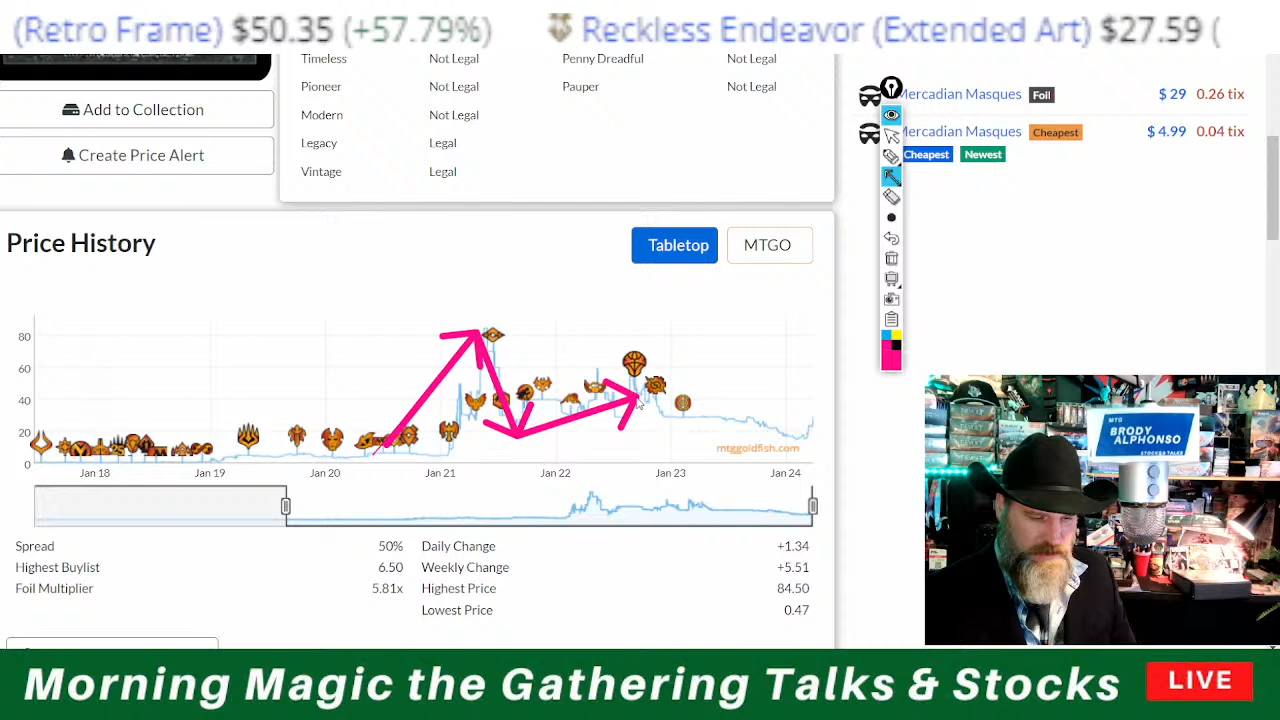 (Retro Frame) $50.35 (+57.79%) Reckless Endeavor (Extended Art) $27.59 (
Timeless Not Legal Penny Dreadful Not Legal
Pioneer Not Legal Pauper Not Legal
Modern Not Legal
Legacy Legal
Vintage Legal
Add to Collection
Create Price Alert
Mercadian Masques Foil $ 29 0.26 tix
Mercadian Masques Cheapest $ 4.99 0.04 tix
Cheapest Newest
Price History
Tabletop MTGO
80
60
40
20
0
mtggoldfish.com
Jan 18 Jan 19 Jan 20 Jan 21 Jan 22 Jan 23 Jan 24
Spread 50% Daily Change +1.34
Highest Buylist 6.50 Weekly Change +5.51
Foil Multiplier 5.81x Highest Price 84.50
Lowest Price 0.47
MTG
BRODY
ALPHONSO
STOCKS TALKS
Morning Magic the Gathering Talks & Stocks LIVE